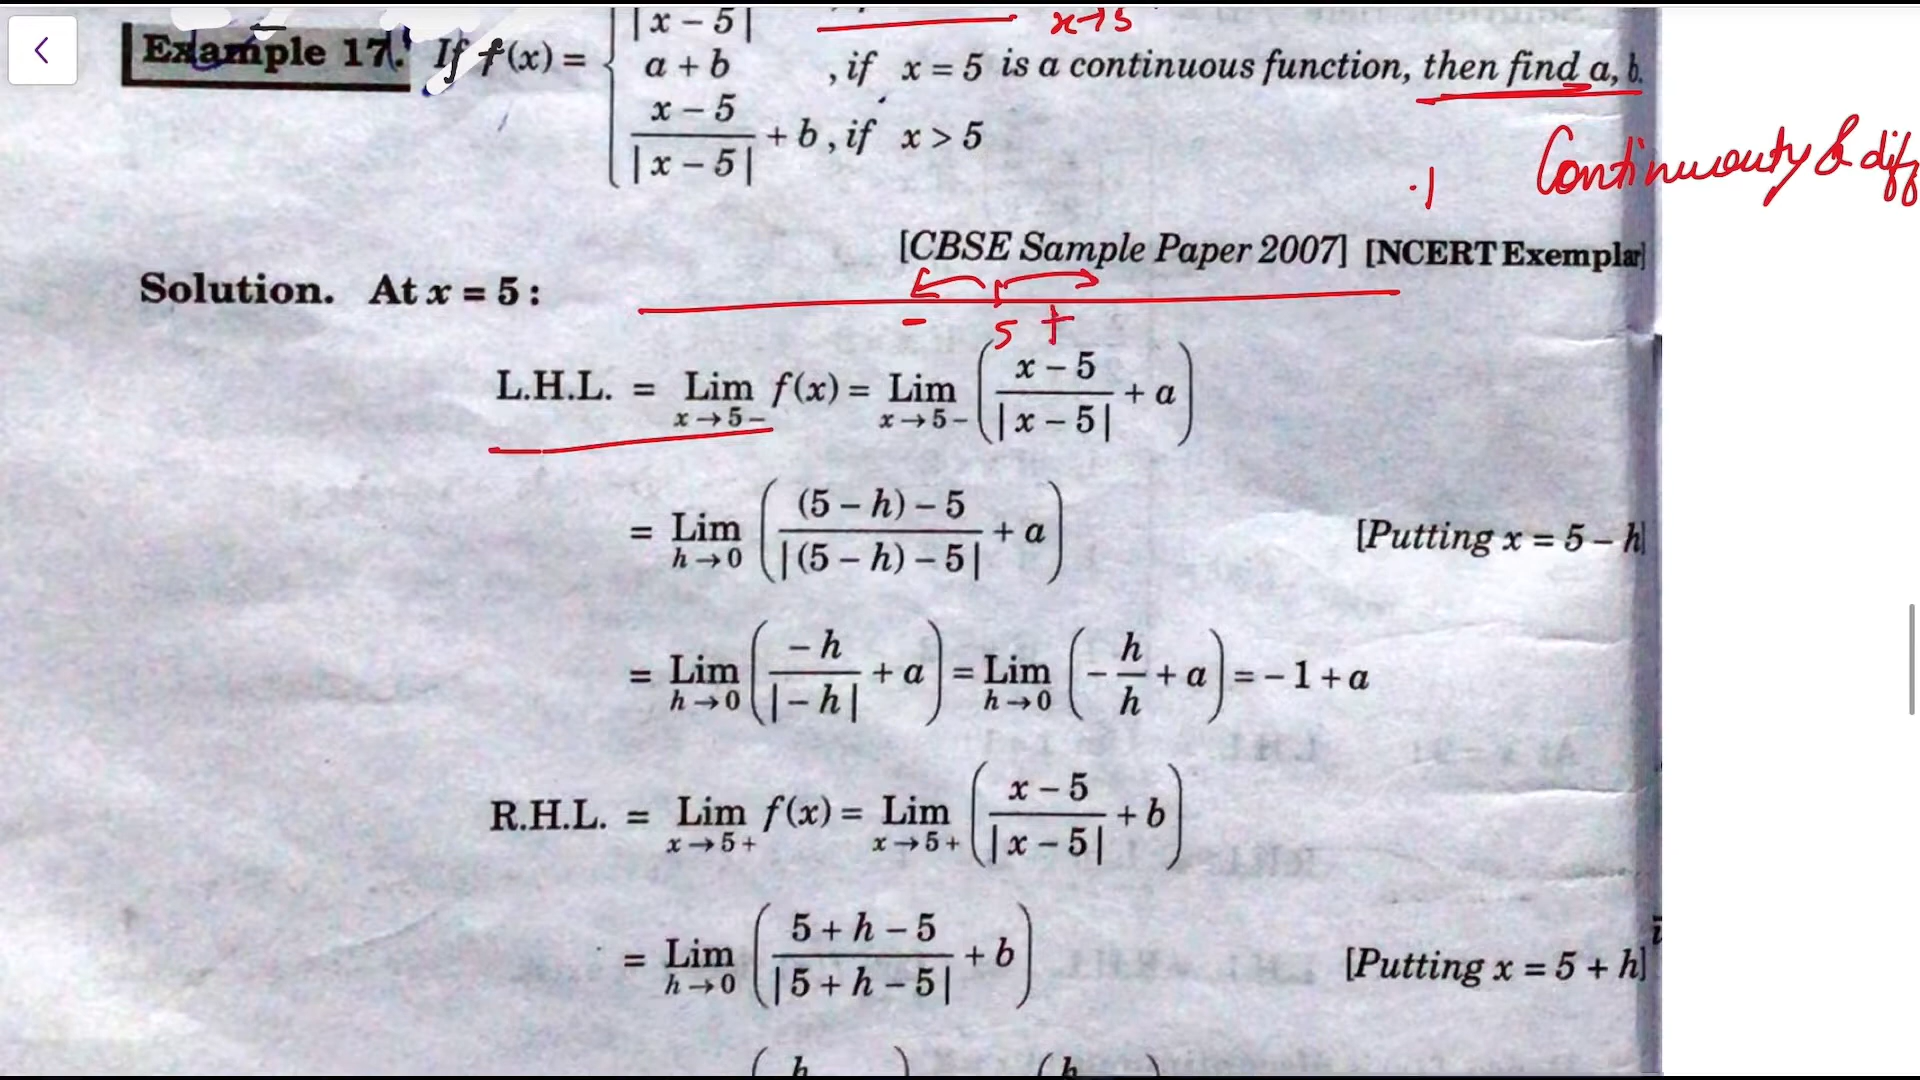 |x – 5|
x→5
Example 17. If f(x) = { a + b , if x = 5 is a continuous function, then find a, b.
x – 5
――― + b , if x > 5
|x – 5|
Continuouty & diff
[CBSE Sample Paper 2007] [NCERT Exemplar]
Solution. At x = 5 :
– 5 +
L.H.L. = Lim x→5– f(x) = Lim x→5– ( (x – 5)/|x – 5| + a )
= Lim h→0 ( ((5 – h) – 5)/|(5 – h) – 5| + a ) [Putting x = 5 – h]
= Lim h→0 ( –h/|–h| + a ) = Lim h→0 ( – h/h + a ) = – 1 + a
R.H.L. = Lim x→5+ f(x) = Lim x→5+ ( (x – 5)/|x – 5| + b )
= Lim h→0 ( (5 + h – 5)/|5 + h – 5| + b ) [Putting x = 5 + h]